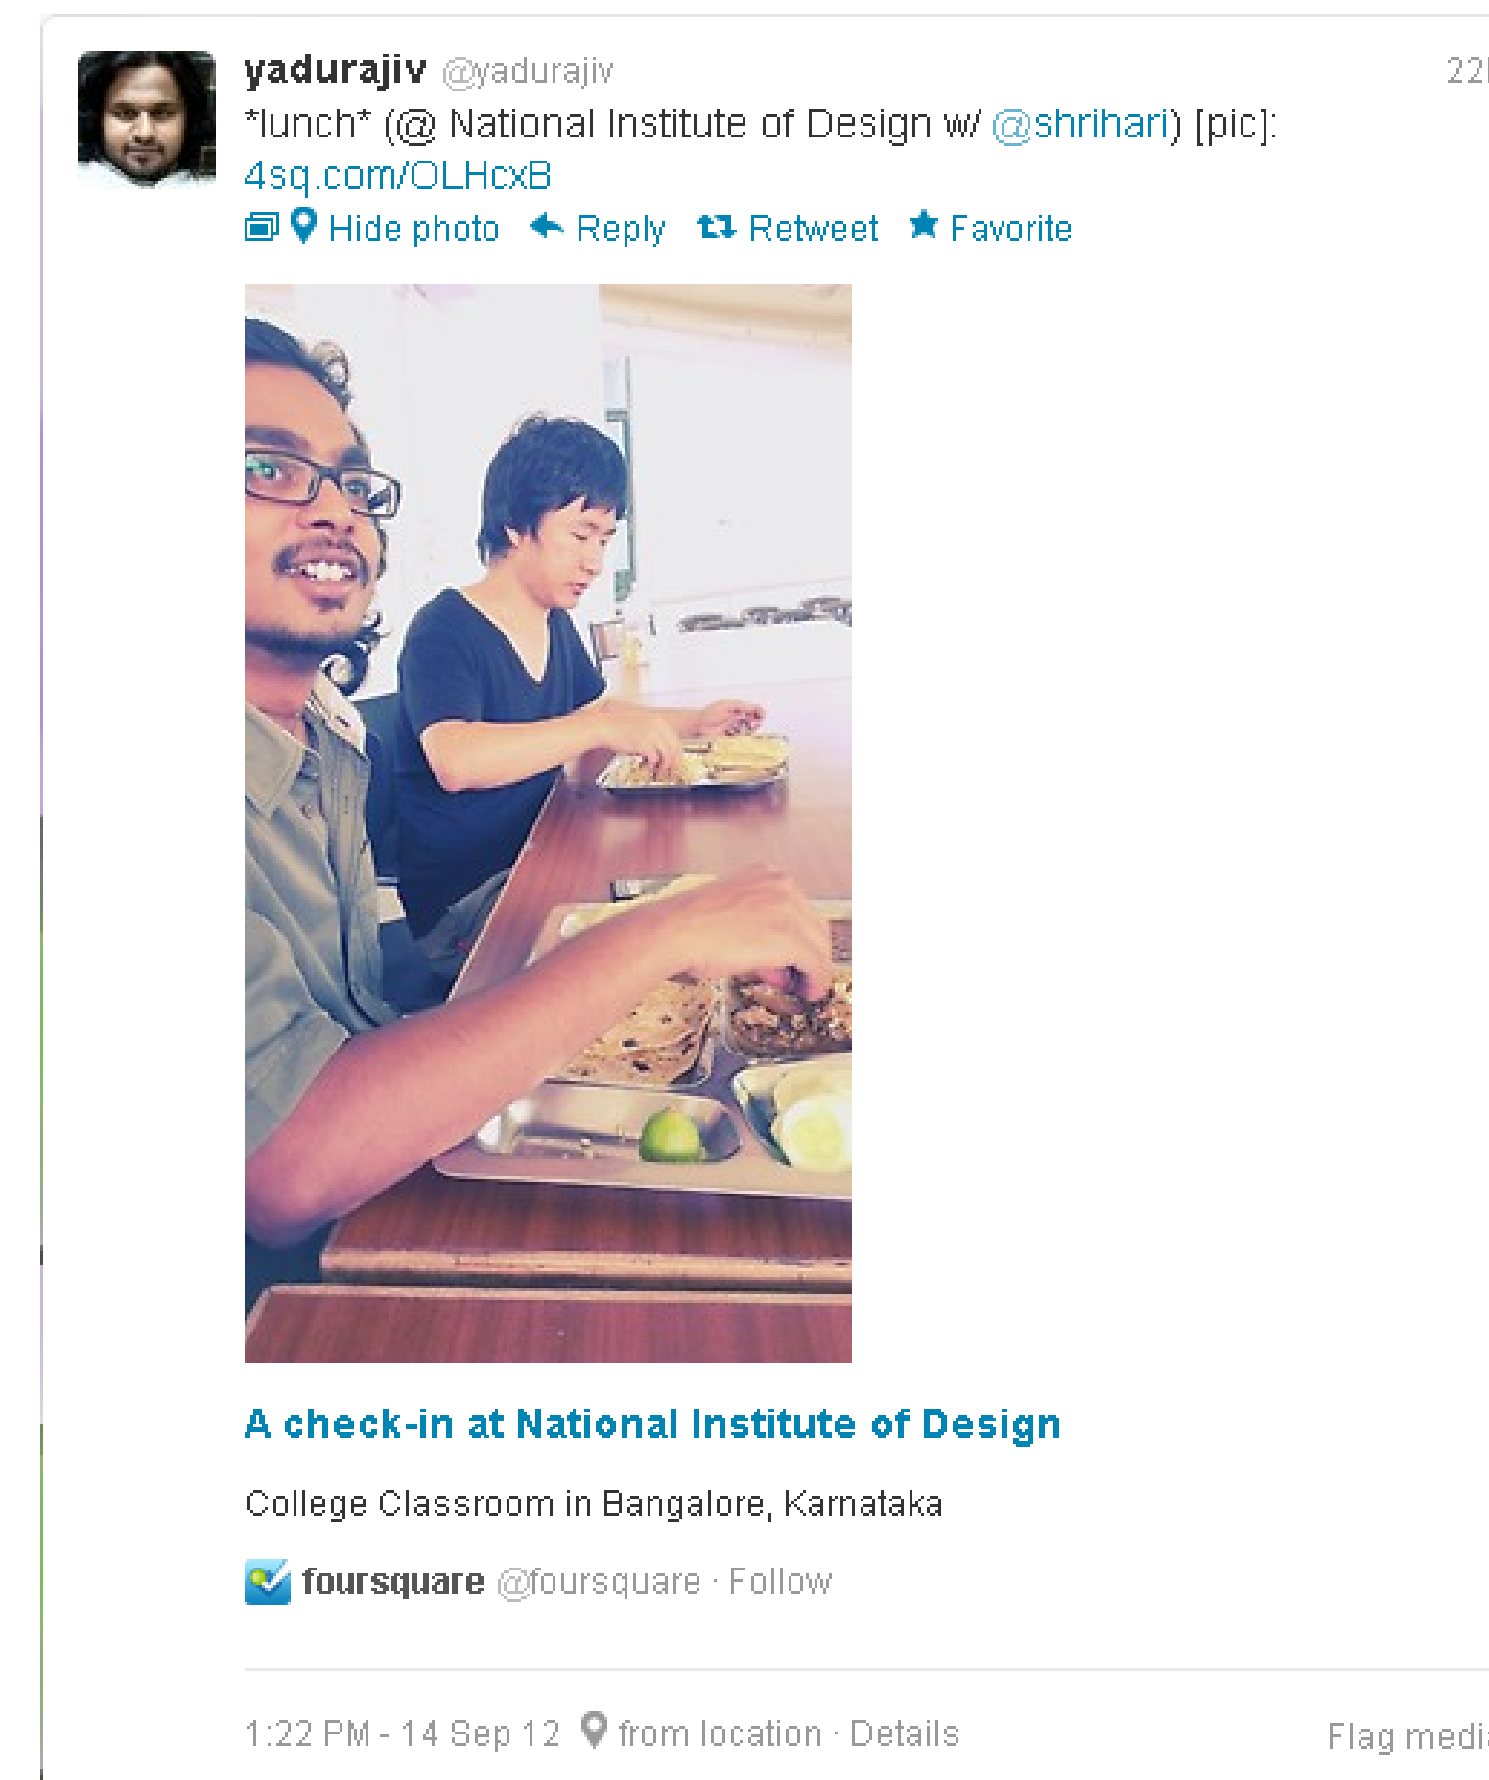 yadurajiv @yadurajiv
*lunch* (@ National Institute of Design w/ @shrihari) [pic]:
4sq.com/OLHcxB
Hide photo Reply Retweet Favorite
A check-in at National Institute of Design
College Classroom in Bangalore, Karnataka
foursquare @foursquare · Follow
1:22 PM - 14 Sep 12 from location · Details
Flag